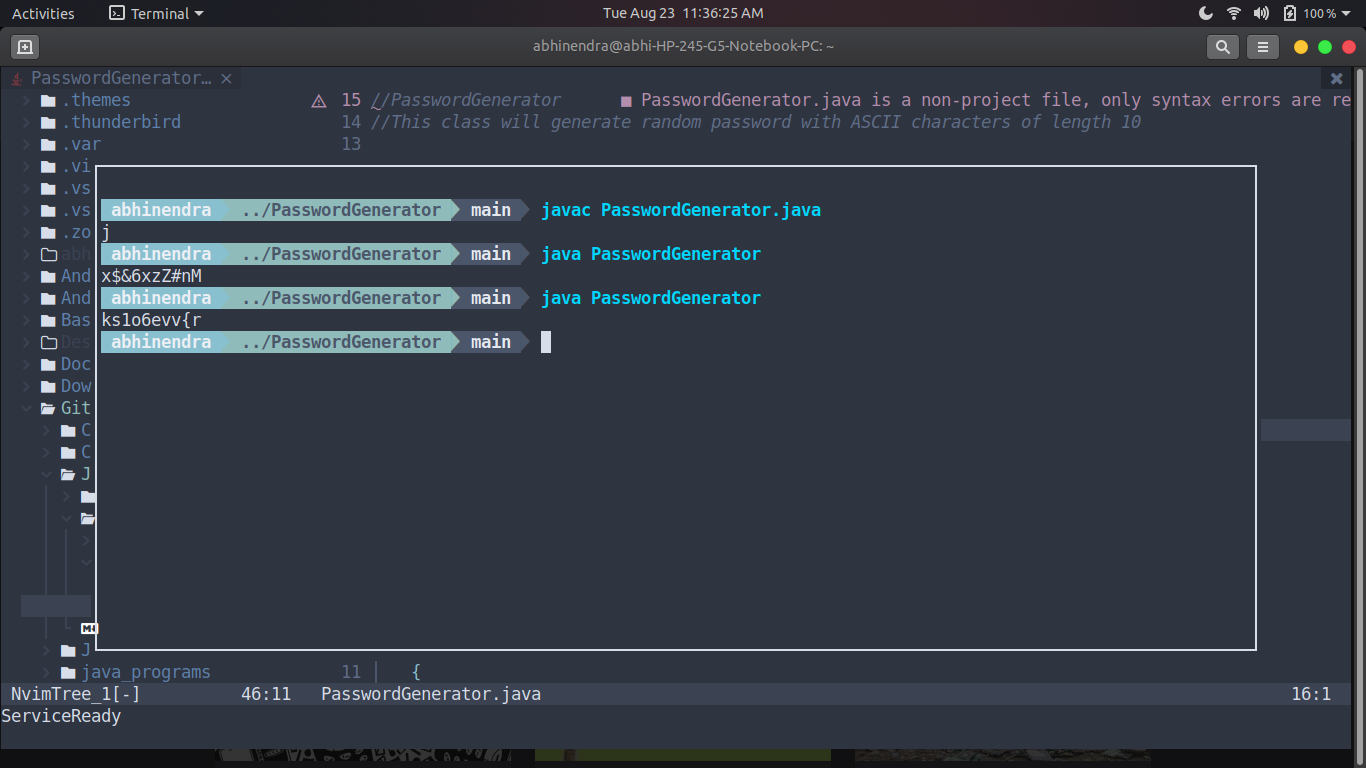 Activities Terminal Tue Aug 23 11:36:25 AM 100 %
abhinendra@abhi-HP-245-G5-Notebook-PC: ~
PasswordGenerator…
.themes 15 //PasswordGenerator ■ PasswordGenerator.java is a non-project file, only syntax errors are re
.thunderbird 14 //This class will generate random password with ASCII characters of length 10
.var 13
.vi
.vs abhinendra ../PasswordGenerator main javac PasswordGenerator.java
.vs
.zo j
abh abhinendra ../PasswordGenerator main java PasswordGenerator
And x$&6xzZ#nM
And abhinendra ../PasswordGenerator main java PasswordGenerator
Bas ks1o6evv{r
Des abhinendra ../PasswordGenerator main
Doc
Dow
Git
C
C
J
M↓
J
java_programs 11 {
NvimTree_1[-] 46:11 PasswordGenerator.java 16:1
ServiceReady